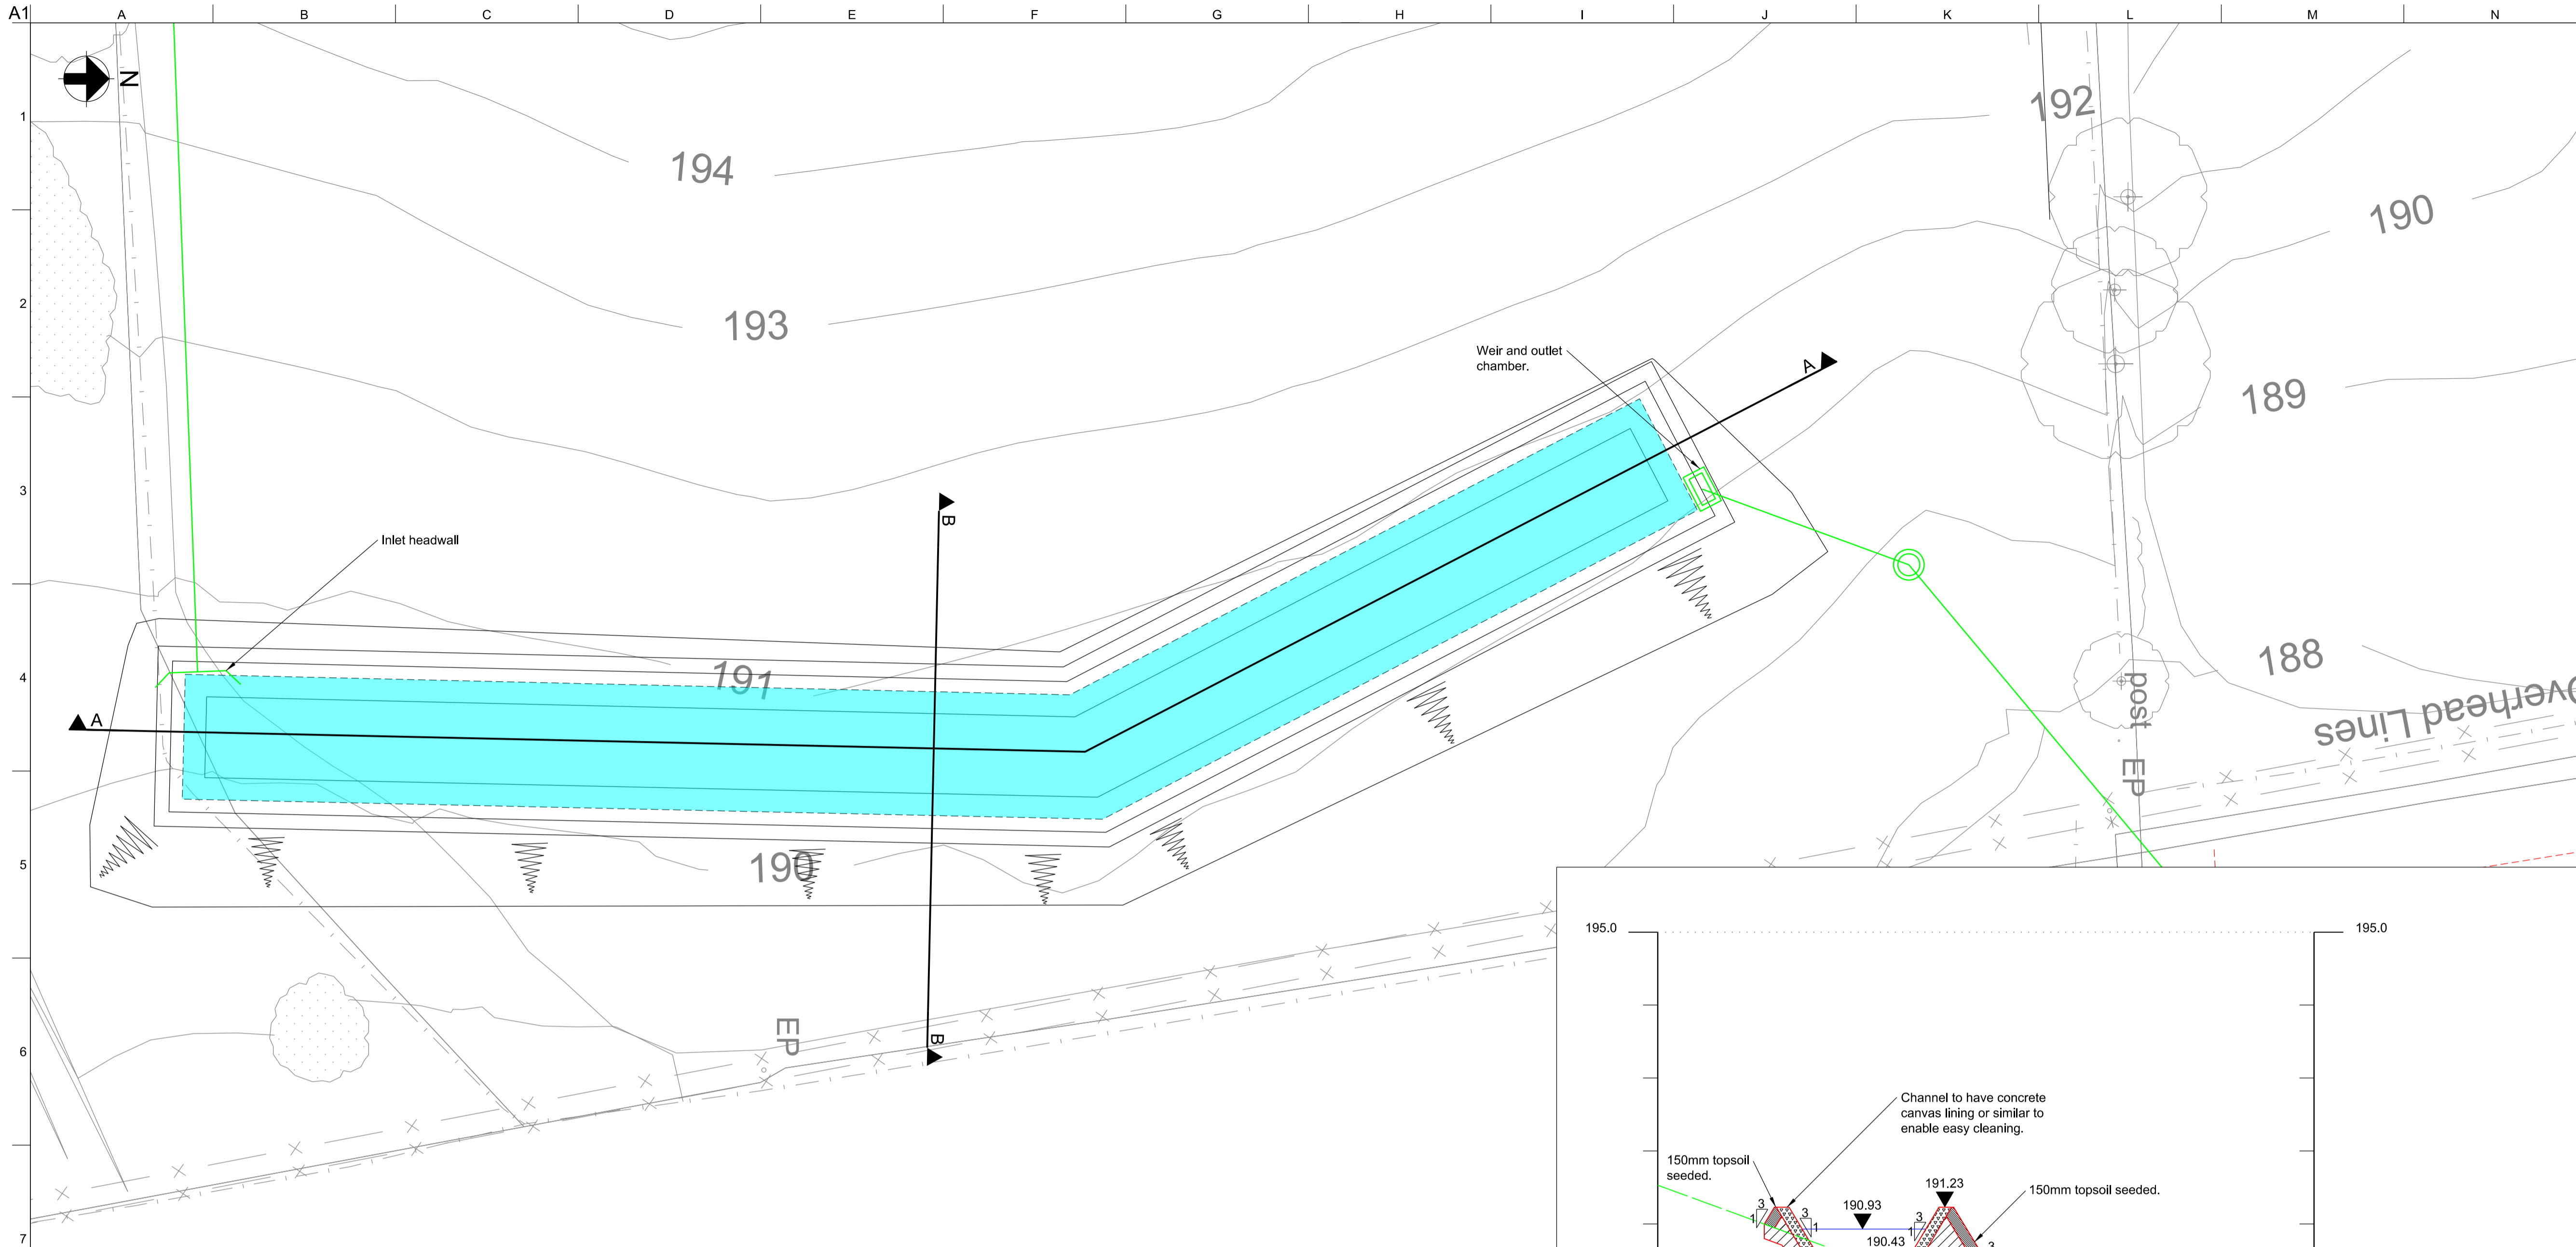 A1
A B C D E F G H I J K L M N
N
1
192
194
190
2
193
Weir and outlet
chamber.
A
189
3
B
Inlet headwall
4
191
188
post
Overhead Lines
A
EP
5
190
195.0 195.0
EP
6
B
Channel to have concrete
canvas lining or similar to
enable easy cleaning.
150mm topsoil
seeded.
191.23
150mm topsoil seeded.
190.93
3
1
3
1
3
1
190.43
3
7